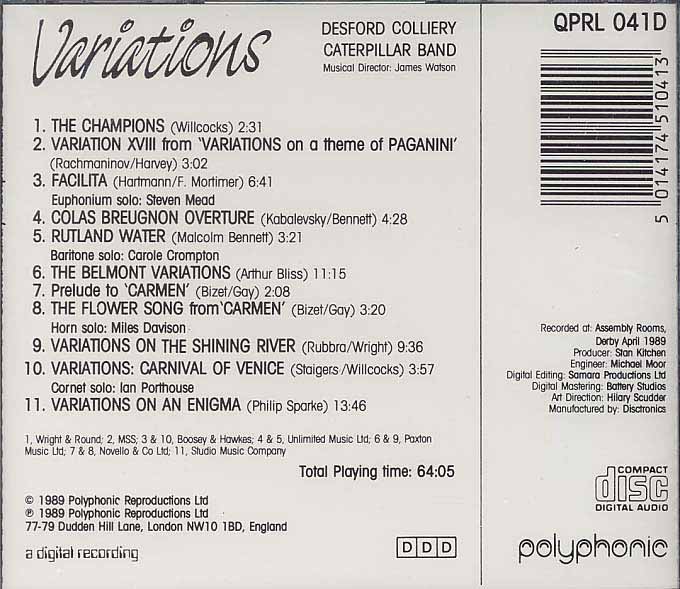 Variations
DESFORD COLLIERY
CATERPILLAR BAND
Musical Director: James Watson
1. THE CHAMPIONS (Willcocks) 2:31
2. VARIATION XVIII from 'VARIATIONS on a theme of PAGANINI'
(Rachmaninov/Harvey) 3:02
3. FACILITA (Hartmann/F. Mortimer) 6:41
Euphonium solo: Steven Mead
4. COLAS BREUGNON OVERTURE (Kabalevsky/Bennett) 4:28
5. RUTLAND WATER (Malcolm Bennett) 3:21
Baritone solo: Carole Crompton
6. THE BELMONT VARIATIONS (Arthur Bliss) 11:15
7. Prelude to 'CARMEN' (Bizet/Gay) 2:08
8. THE FLOWER SONG from 'CARMEN' (Bizet/Gay) 3:20
Horn solo: Miles Davison
9. VARIATIONS ON THE SHINING RIVER (Rubbra/Wright) 9:36
10. VARIATIONS: CARNIVAL OF VENICE (Staigers/Willcocks) 3:57
Cornet solo: Ian Porthouse
11. VARIATIONS ON AN ENIGMA (Philip Sparke) 13:46
1, Wright & Round; 2, MSS; 3 & 10, Boosey & Hawkes; 4 & 5, Unlimited Music Ltd; 6 & 9, Paxton
Music Ltd; 7 & 8, Novello & Co Ltd; 11, Studio Music Company
Total Playing time: 64:05
© 1989 Polyphonic Reproductions Ltd
℗ 1989 Polyphonic Reproductions Ltd
77-79 Dudden Hill Lane, London NW10 1BD, England
a digital recording
DDD
QPRL 041D
5 014174 510413
Recorded at: Assembly Rooms,
Derby April 1989
Producer: Stan Kitchen
Engineer: Michael Moor
Digital Editing: Samara Productions Ltd
Digital Mastering: Battery Studios
Art Direction: Hilary Scudder
Manufactured by: Disctronics
COMPACT
disc
DIGITAL AUDIO
polyphonic